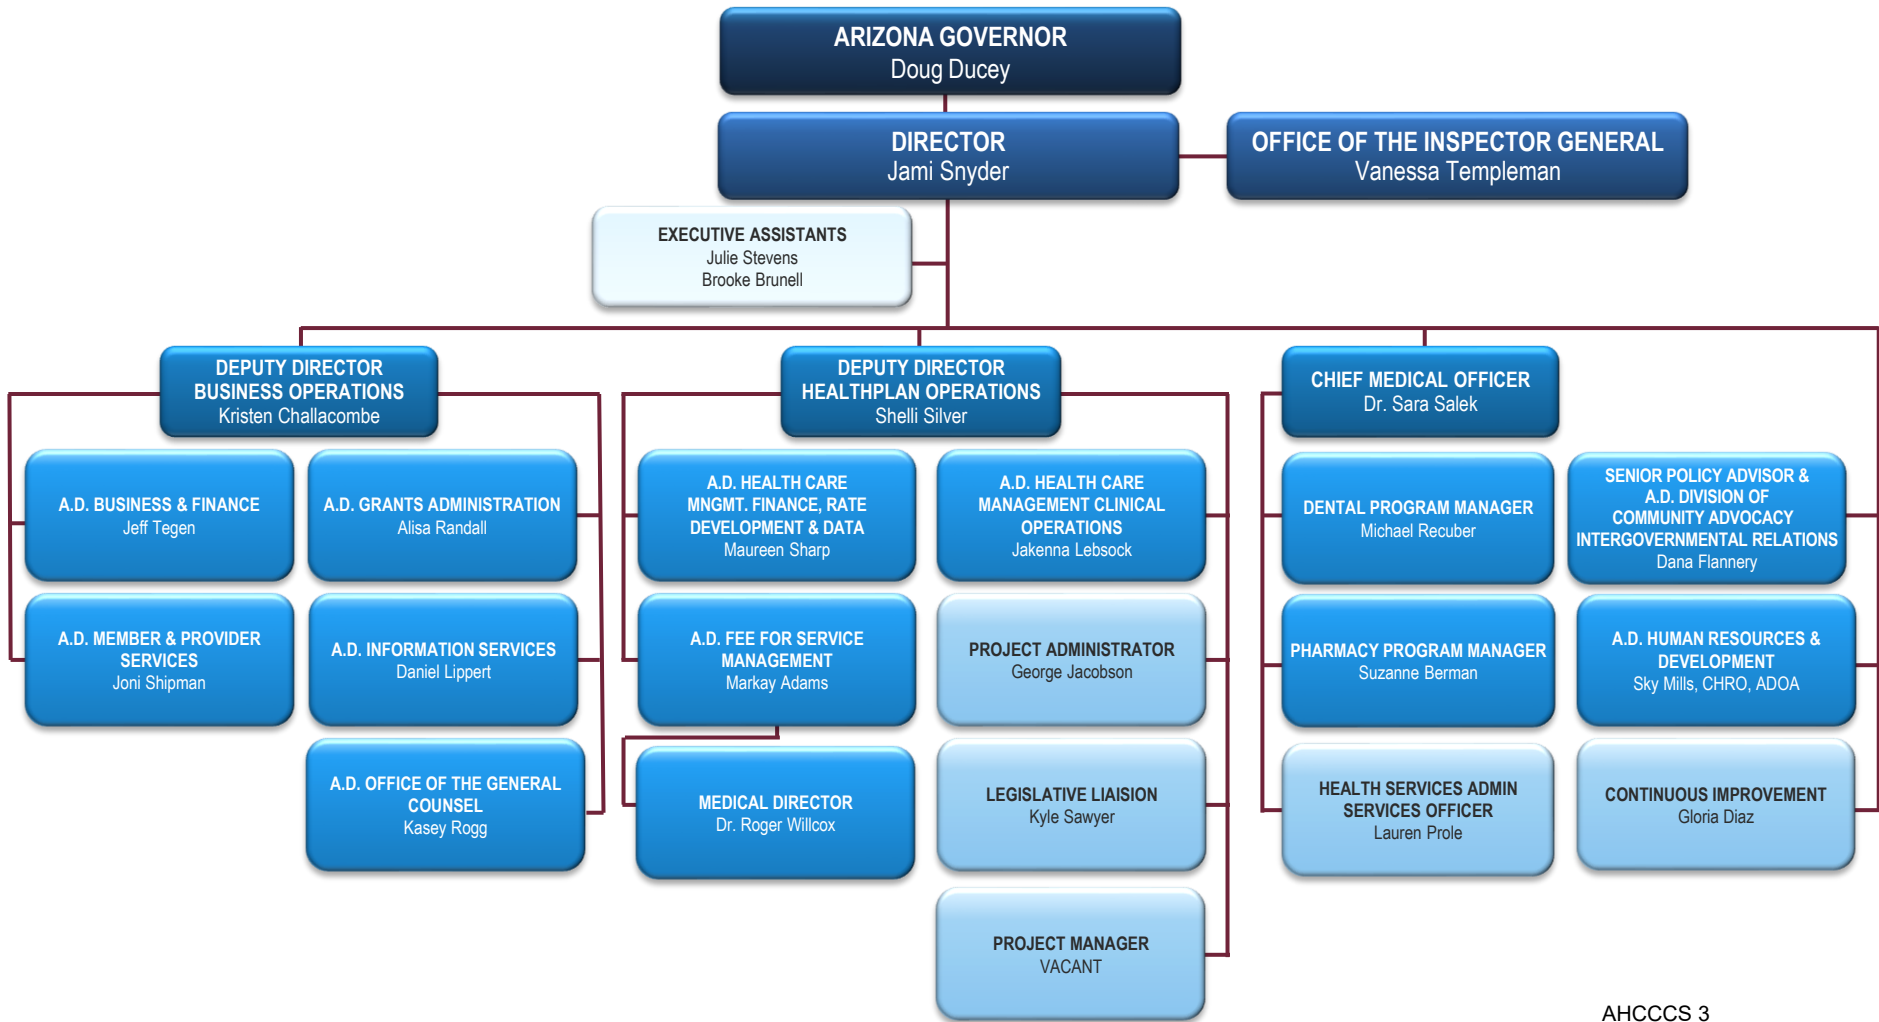 ARIZONA GOVERNOR
Doug Ducey
DIRECTOR
Jami Snyder
OFFICE OF THE INSPECTOR GENERAL
Vanessa Templeman
EXECUTIVE ASSISTANTS
Julie Stevens
Brooke Brunell
DEPUTY DIRECTOR
BUSINESS OPERATIONS
Kristen Challacombe
DEPUTY DIRECTOR
HEALTHPLAN OPERATIONS
Shelli Silver
CHIEF MEDICAL OFFICER
Dr. Sara Salek
A.D. BUSINESS & FINANCE
Jeff Tegen
A.D. GRANTS ADMINISTRATION
Alisa Randall
A.D. HEALTH CARE
MNGMT. FINANCE, RATE
DEVELOPMENT & DATA
Maureen Sharp
A.D. HEALTH CARE
MANAGEMENT CLINICAL
OPERATIONS
Jakenna Lebsock
DENTAL PROGRAM MANAGER
Michael Recuber
SENIOR POLICY ADVISOR &
A.D. DIVISION OF
COMMUNITY ADVOCACY
INTERGOVERNMENTAL RELATIONS
Dana Flannery
A.D. MEMBER & PROVIDER
SERVICES
Joni Shipman
A.D. INFORMATION SERVICES
Daniel Lippert
A.D. FEE FOR SERVICE
MANAGEMENT
Markay Adams
PROJECT ADMINISTRATOR
George Jacobson
PHARMACY PROGRAM MANAGER
Suzanne Berman
A.D. HUMAN RESOURCES &
DEVELOPMENT
Sky Mills, CHRO, ADOA
A.D. OFFICE OF THE GENERAL
COUNSEL
Kasey Rogg
MEDICAL DIRECTOR
Dr. Roger Willcox
LEGISLATIVE LIAISION
Kyle Sawyer
HEALTH SERVICES ADMIN
SERVICES OFFICER
Lauren Prole
CONTINUOUS IMPROVEMENT
Gloria Diaz
PROJECT MANAGER
VACANT
AHCCCS 3